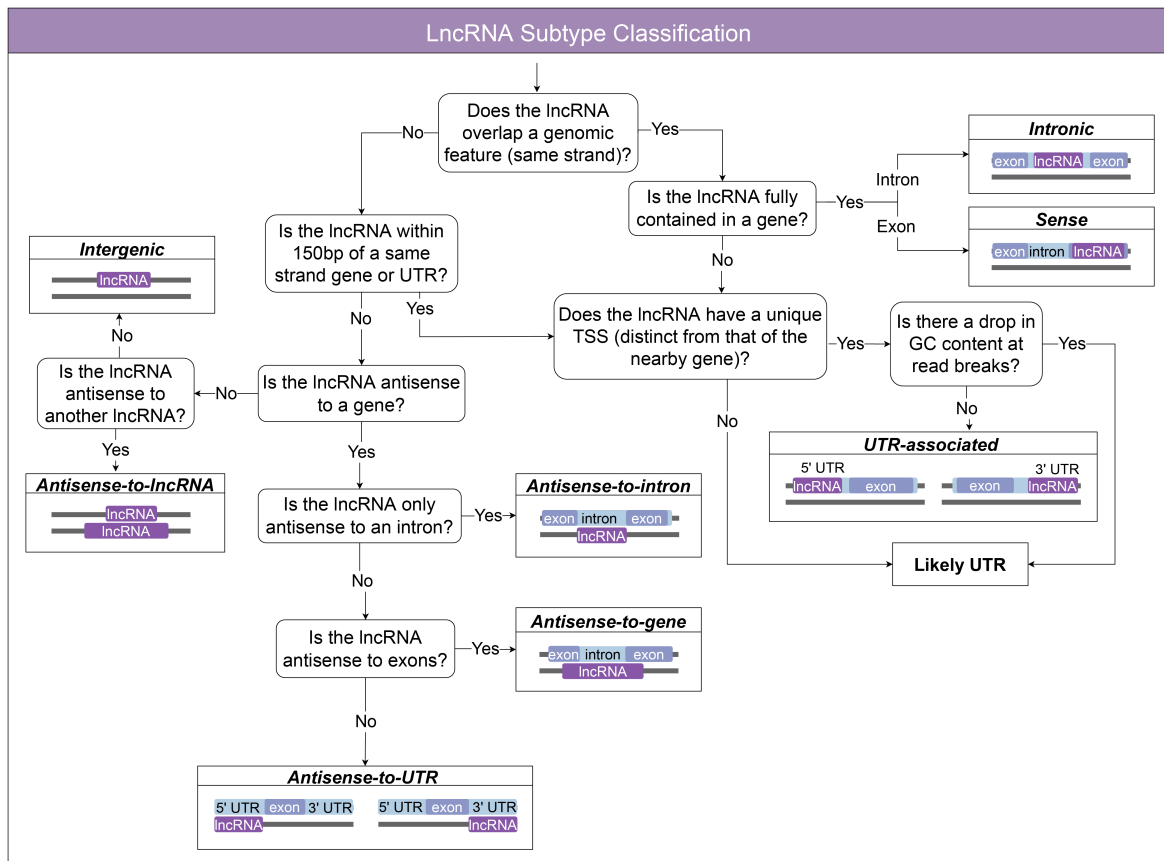 LncRNA Subtype Classification
Does the lncRNA
overlap a genomic
feature (same strand)?
No
Yes
Is the lncRNA fully
contained in a gene?
Yes
Intron
Exon
Intronic
exon lncRNA exon
Sense
exon intron lncRNA
No
Is the lncRNA within
150bp of a same
strand gene or UTR?
Yes
No
Does the lncRNA have a unique
TSS (distinct from that of the
nearby gene)?
Yes
No
Is there a drop in
GC content at
read breaks?
Yes
No
UTR-associated
5' UTR
lncRNA exon
3' UTR
exon lncRNA
Likely UTR
Is the lncRNA antisense
to a gene?
No
Yes
Is the lncRNA
antisense to
another lncRNA?
No
Intergenic
lncRNA
Yes
Antisense-to-lncRNA
lncRNA
lncRNA
Is the lncRNA only
antisense to an intron?
Yes
Antisense-to-intron
exon intron exon
lncRNA
No
Is the lncRNA
antisense to exons?
Yes
Antisense-to-gene
exon intron exon
lncRNA
No
Antisense-to-UTR
5' UTR exon 3' UTR
lncRNA
5' UTR exon 3' UTR
lncRNA